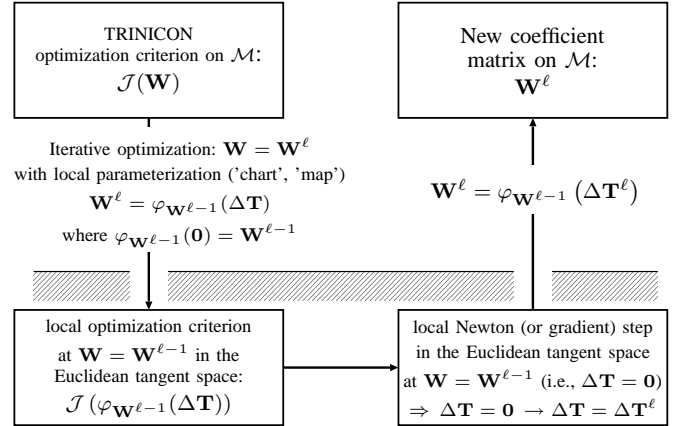 TRINICON
optimization criterion on ℳ:
𝒥(W)
Iterative optimization: W = W^ℓ
with local parameterization ('chart', 'map')
W^ℓ = φ_{W^{ℓ−1}}(ΔT)
where φ_{W^{ℓ−1}}(0) = W^{ℓ−1}
local optimization criterion
at W = W^{ℓ−1} in the
Euclidean tangent space:
𝒥 (φ_{W^{ℓ−1}}(ΔT))
local Newton (or gradient) step
in the Euclidean tangent space
at W = W^{ℓ−1} (i.e., ΔT = 0)
⇒ ΔT = 0 → ΔT = ΔT^ℓ
W^ℓ = φ_{W^{ℓ−1}} (ΔT^ℓ)
New coefficient
matrix on ℳ:
W^ℓ